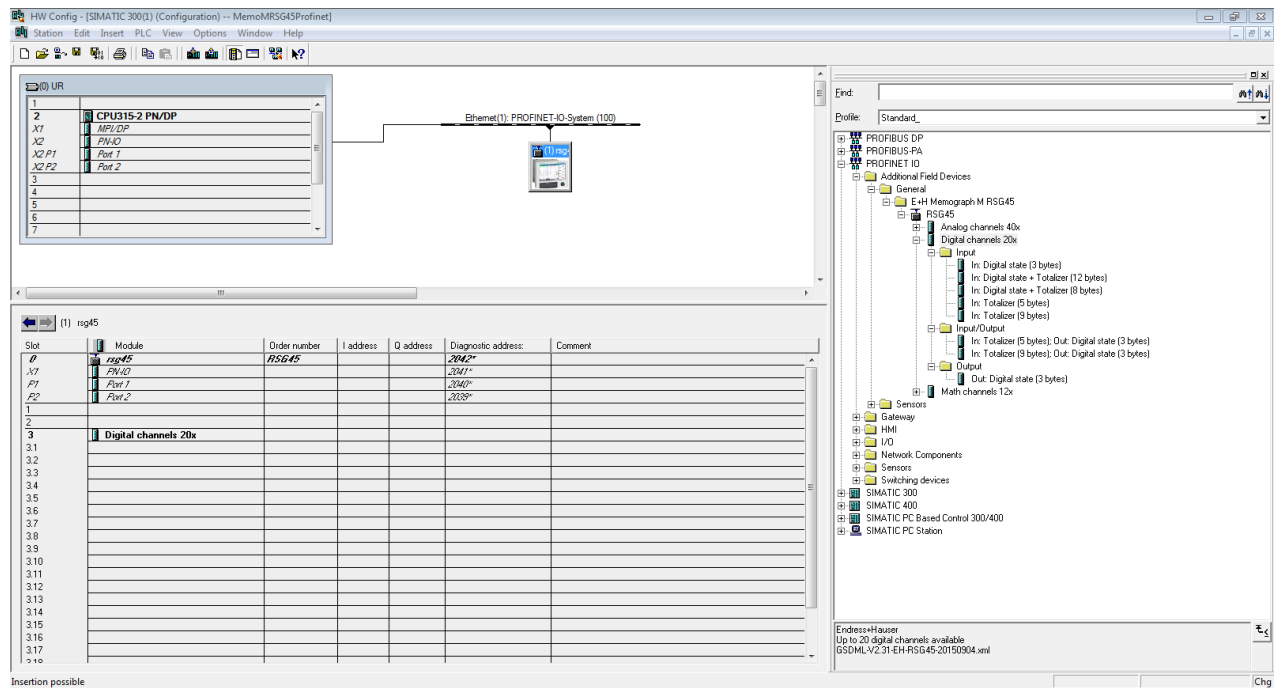 HW Config - [SIMATIC 300(1) (Configuration) -- MemoMRSG45Profinet]
Station Edit Insert PLC View Options Window Help
(0) UR
1
2 CPU315-2 PN/DP
X1 MPI/DP
X2 PN-IO
X2 P1 Port 1
X2 P2 Port 2
3
4
5
6
7
Ethernet(1): PROFINET-IO-System (100)
(1) rsg
(1) rsg45
Slot Module Order number I address Q address Diagnostic address: Comment
0 rsg45 RSG45 2042*
X1 PN-IO 2041*
P1 Port 1 2040*
P2 Port 2 2039*
1
2
3 Digital channels 20x
3.1
3.2
3.3
3.4
3.5
3.6
3.7
3.8
3.9
3.10
3.11
3.12
3.13
3.14
3.15
3.16
3.17
3.18
Find:
Profile: Standard_
PROFIBUS DP
PROFIBUS-PA
PROFINET IO
Additional Field Devices
General
E+H Memograph M RSG45
RSG45
Analog channels 40x
Digital channels 20x
Input
In: Digital state (3 bytes)
In: Digital state + Totalizer (12 bytes)
In: Digital state + Totalizer (8 bytes)
In: Totalizer (5 bytes)
In: Totalizer (9 bytes)
Input/Output
In: Totalizer (5 bytes); Out: Digital state (3 bytes)
In: Totalizer (9 bytes); Out: Digital state (3 bytes)
Output
Out: Digital state (3 bytes)
Math channels 12x
Sensors
Gateway
HMI
I/O
Network Components
Sensors
Switching devices
SIMATIC 300
SIMATIC 400
SIMATIC PC Based Control 300/400
SIMATIC PC Station
Endress+Hauser
Up to 20 digital channels available
GSDML-V2.31-EH-RSG45-20150904.xml
Insertion possible
Chg